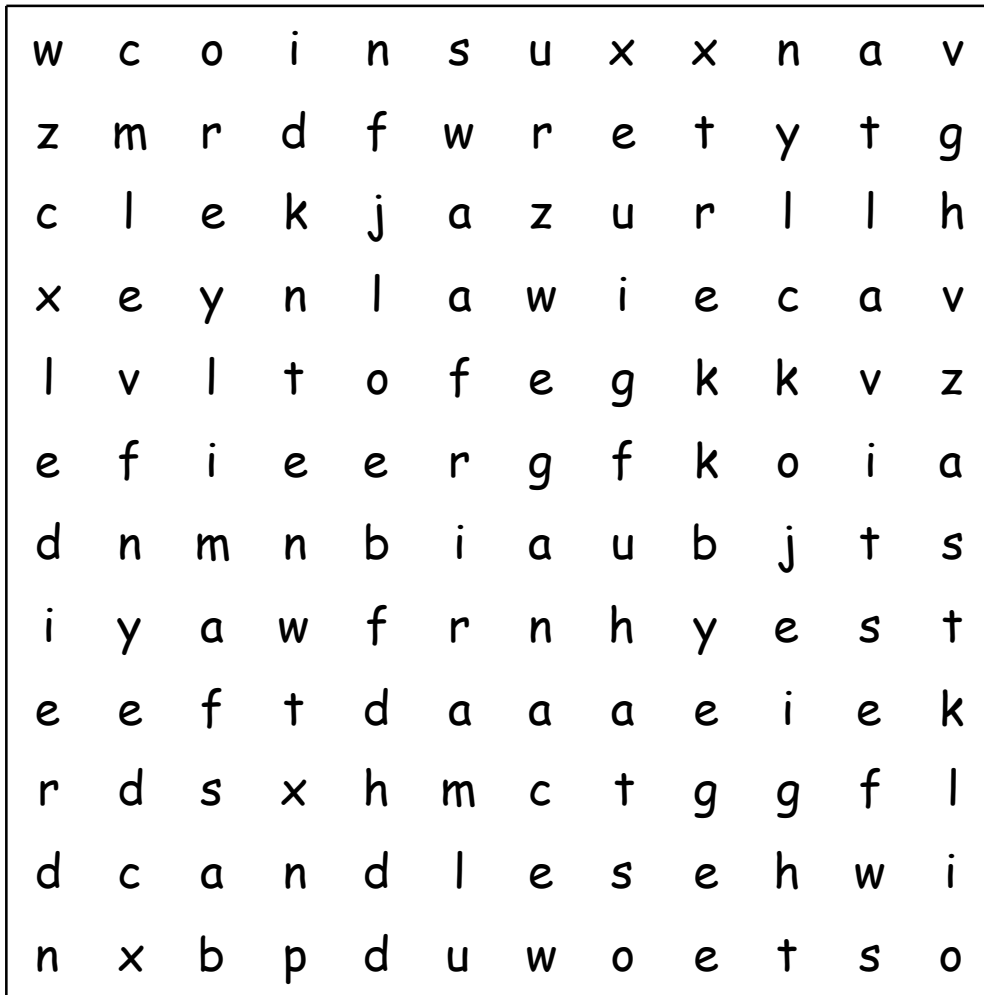 w c o i n s u x x n a v
z m r d f w r e t y t g
c l e k j a z u r l l h
x e y n l a w i e c a v
l v l t o f e g k k v z
e f i e e r g f k o i a
d n m n b i a u b j t s
i y a w f r n h y e s t
e e f t d a a a e i e k
r d s x h m c t g g f l
d c a n d l e s e h w i
n x b p d u w o e t s o